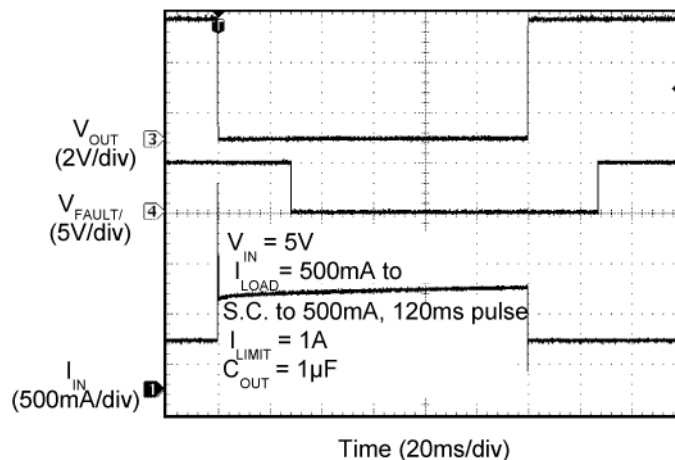 T
V_OUT
(2V/div)
3
V_FAULT/
(5V/div)
4
V_IN = 5V
I_LOAD = 500mA to
S.C. to 500mA, 120ms pulse
I_LIMIT = 1A
C_OUT = 1µF
I_IN
(500mA/div)
1
Time (20ms/div)